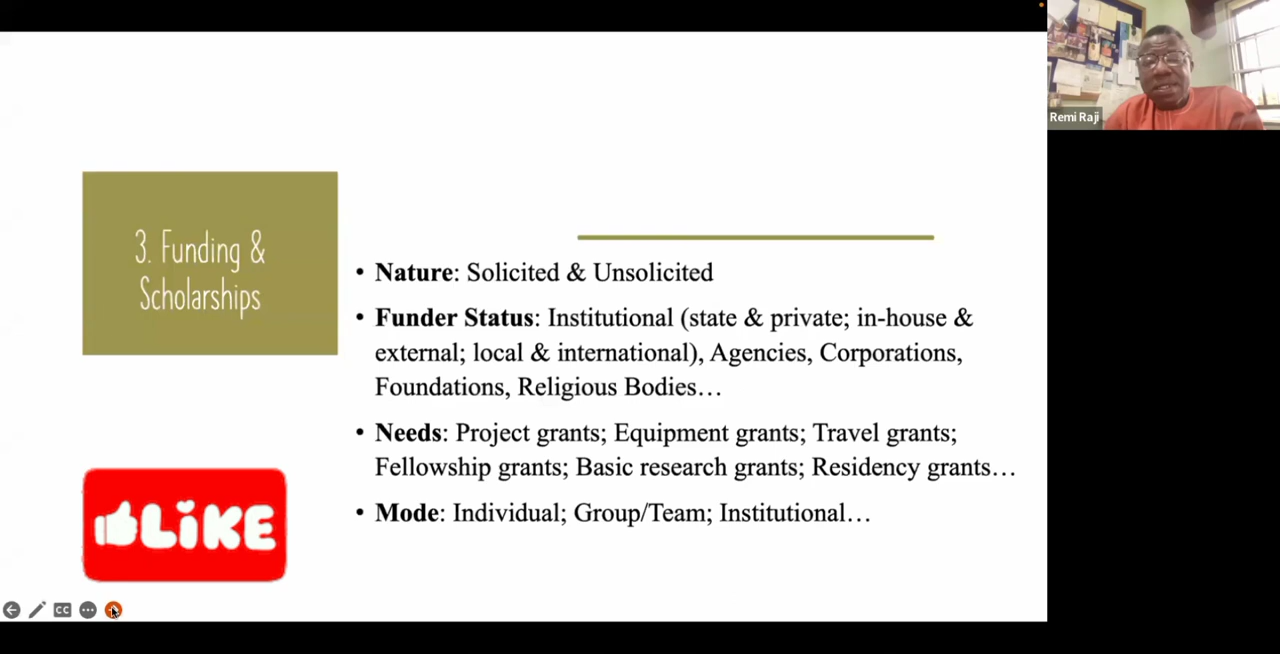 Remi Raji
3. Funding &
Scholarships
• Nature: Solicited & Unsolicited
• Funder Status: Institutional (state & private; in-house &
external; local & international), Agencies, Corporations,
Foundations, Religious Bodies…
• Needs: Project grants; Equipment grants; Travel grants;
Fellowship grants; Basic research grants; Residency grants…
• Mode: Individual; Group/Team; Institutional…
LiKE
CC